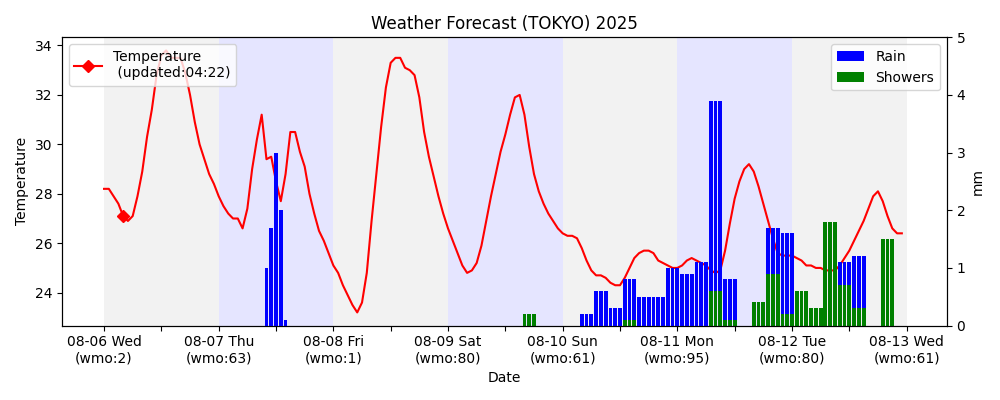 Weather Forecast (TOKYO) 2025
Temperature
(updated:04:22)
Rain
Showers
34
32
30
28
26
24
Temperature
5
4
3
2
1
0
mm
08-06 Wed
(wmo:2)
08-07 Thu
(wmo:63)
08-08 Fri
(wmo:1)
08-09 Sat
(wmo:80)
08-10 Sun
(wmo:61)
08-11 Mon
(wmo:95)
08-12 Tue
(wmo:80)
08-13 Wed
(wmo:61)
Date